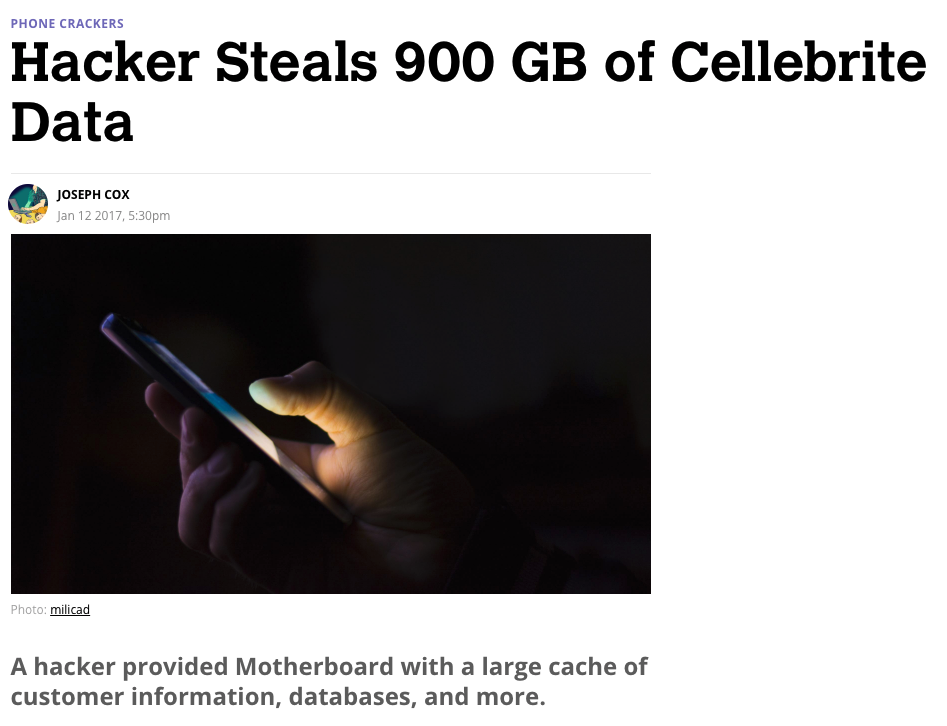 PHONE CRACKERS
Hacker Steals 900 GB of Cellebrite
Data
JOSEPH COX
Jan 12 2017, 5:30pm
Photo: milicad
A hacker provided Motherboard with a large cache of
customer information, databases, and more.